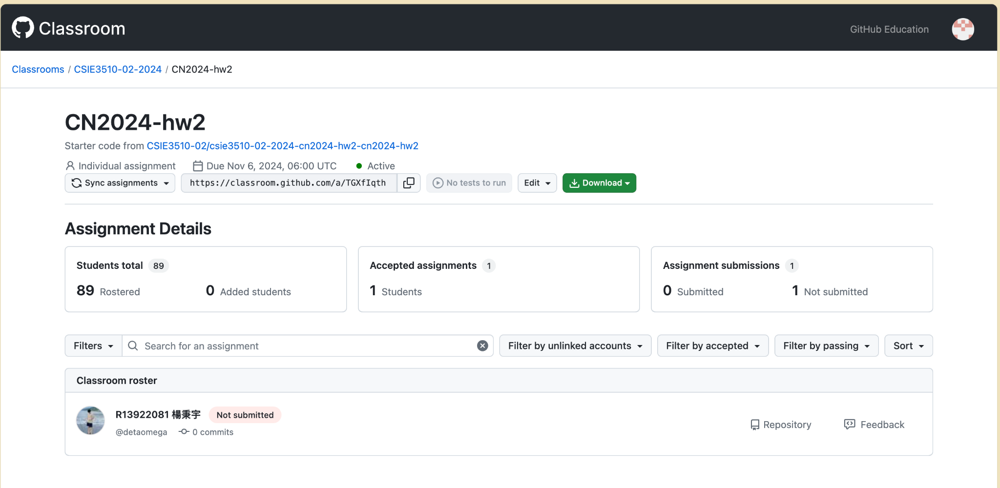 Classroom
GitHub Education
Classrooms / CSIE3510-02-2024 / CN2024-hw2
CN2024-hw2
Starter code from CSIE3510-02/csie3510-02-2024-cn2024-hw2-cn2024-hw2
Individual assignment Due Nov 6, 2024, 06:00 UTC Active
Sync assignments https://classroom.github.com/a/TGXfIqth No tests to run Edit Download
Assignment Details
Students total 89
89 Rostered 0 Added students
Accepted assignments 1
1 Students
Assignment submissions 1
0 Submitted 1 Not submitted
Filters Search for an assignment Filter by unlinked accounts Filter by accepted Filter by passing Sort
Classroom roster
R13922081 楊秉宇 Not submitted
@detaomega 0 commits
Repository Feedback